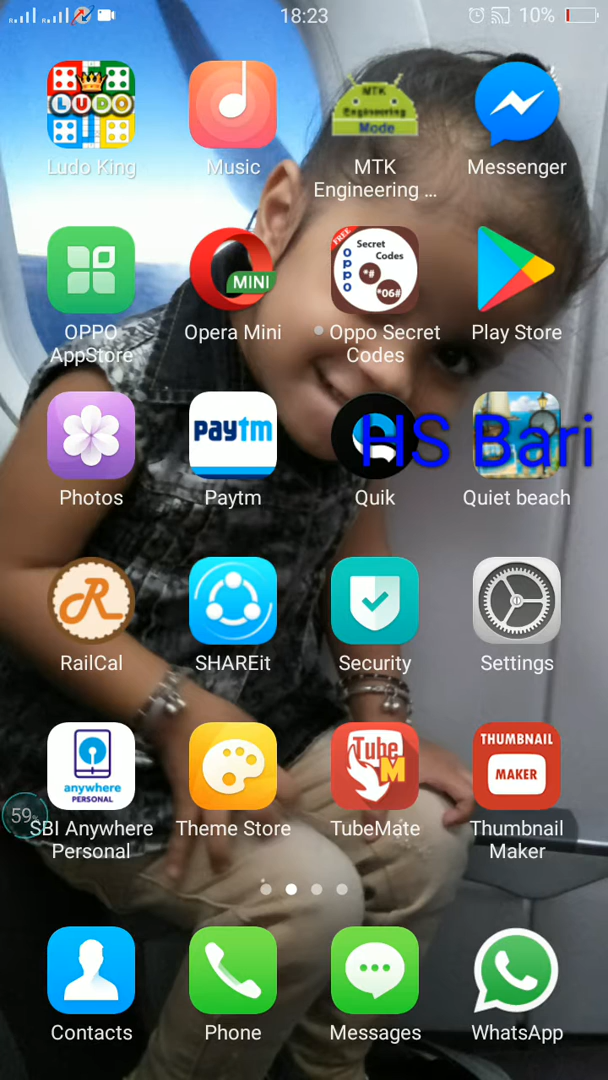 18:23
10%
LUDO
MTK
Engineering
Mode
Ludo King
Music
MTK
Engineering ...
Messenger
MINI
FREE
OPPO
Secret
Codes
*#
*06#
OPPO
AppStore
Opera Mini
Oppo Secret
Codes
Play Store
paytm
HS Bari
Photos
Paytm
Quik
Quiet beach
R
RailCal
SHAREit
Security
Settings
anywhere
PERSONAL
Tube
M
THUMBNAIL
MAKER
59%
SBI Anywhere
Personal
Theme Store
TubeMate
Thumbnail
Maker
Contacts
Phone
Messages
WhatsApp